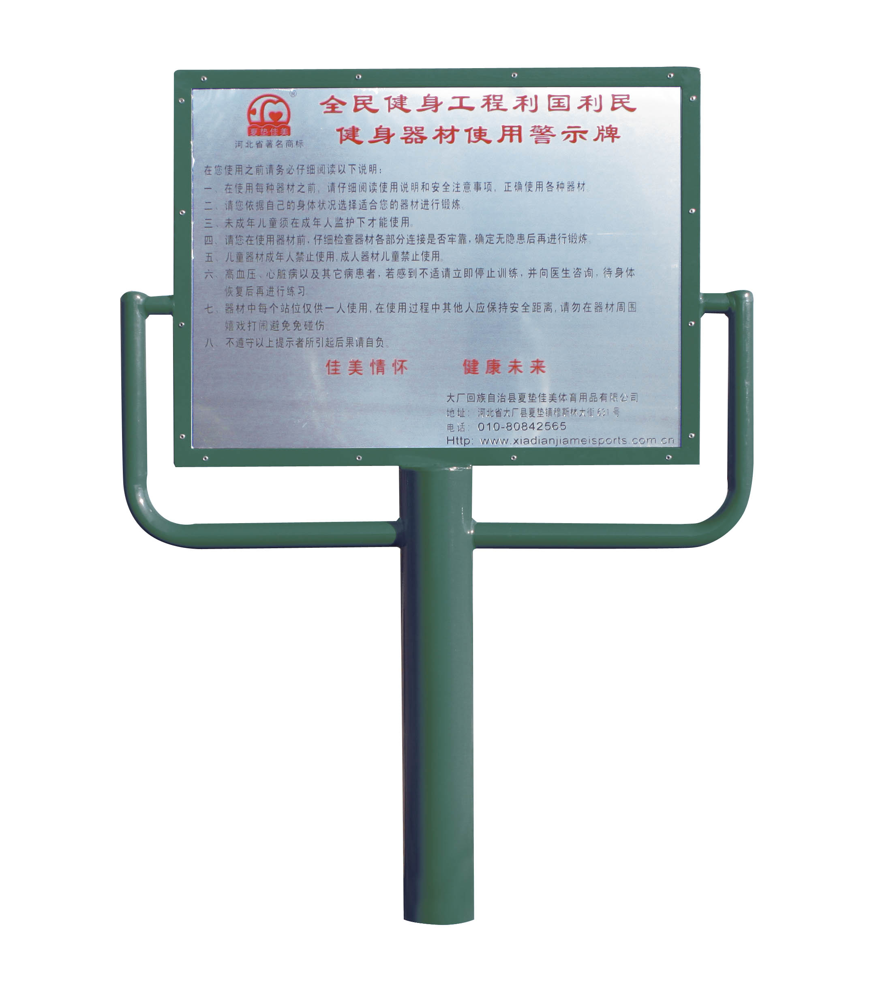 ®
夏垫佳美
河北省著名商标
全民健身工程利国利民
健身器材使用警示牌
在您使用之前请务必仔细阅读以下说明：
一、在使用每种器材之前，请仔细阅读使用说明和安全注意事项，正确使用各种器材。
二、请您依据自己的身体状况选择适合您的器材进行锻炼。
三、未成年儿童须在成年人监护下才能使用。
四、请您在使用器材前，仔细检查器材各部分连接是否牢靠，确定无隐患后再进行锻炼。
五、儿童器材成年人禁止使用，成人器材儿童禁止使用。
六、高血压、心脏病以及其它病患者，若感到不适请立即停止训练，并向医生咨询，待身体
恢复后再进行练习
七、器材中每个站位仅供一人使用，在使用过程中其他人应保持安全距离，请勿在器材周围
嬉戏打闹避免免碰伤
八、不遵守以上提示者所引起后果请自负。
佳美情怀 健康未来
大厂回族自治县夏垫佳美体育用品有限公司
地址：河北省大厂县夏垫镇穆斯林大街 631 号
电话：010-80842565
Http: www.xiadianjiameisports.com.cn